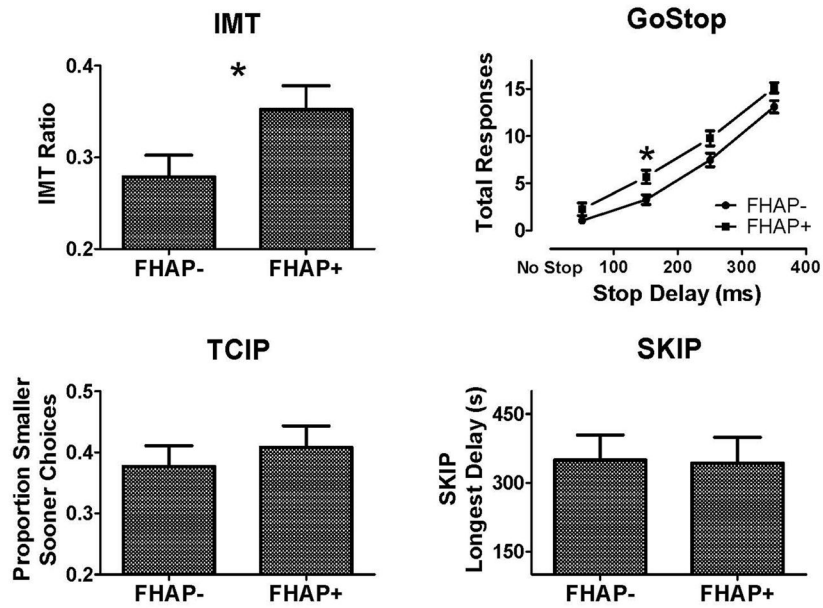 IMT
*
0.4
0.3
0.2
IMT Ratio
FHAP-
FHAP+
GoStop
15
10
5
0
Total Responses
*
FHAP-
FHAP+
No Stop
100
200
300
400
Stop Delay (ms)
TCIP
0.5
0.4
0.3
0.2
Proportion Smaller
Sooner Choices
FHAP-
FHAP+
SKIP
450
300
150
SKIP
Longest Delay (s)
FHAP-
FHAP+